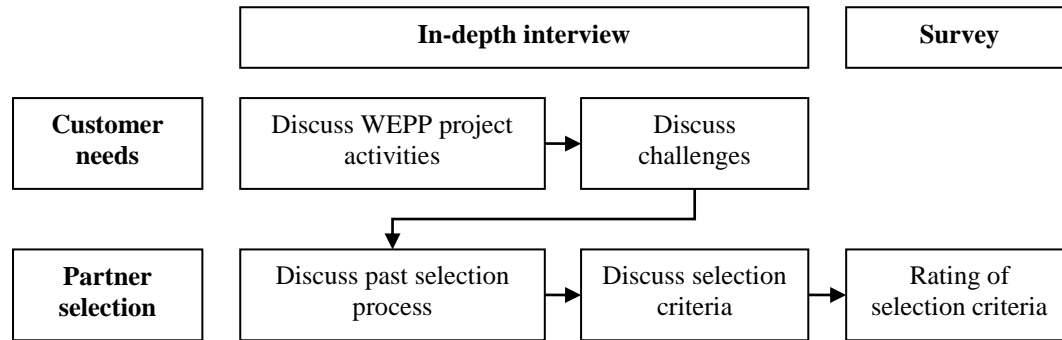 In-depth interview
Survey
Customer
needs
Discuss WEPP project
activities
Discuss
challenges
Partner
selection
Discuss past selection
process
Discuss selection
criteria
Rating of
selection criteria